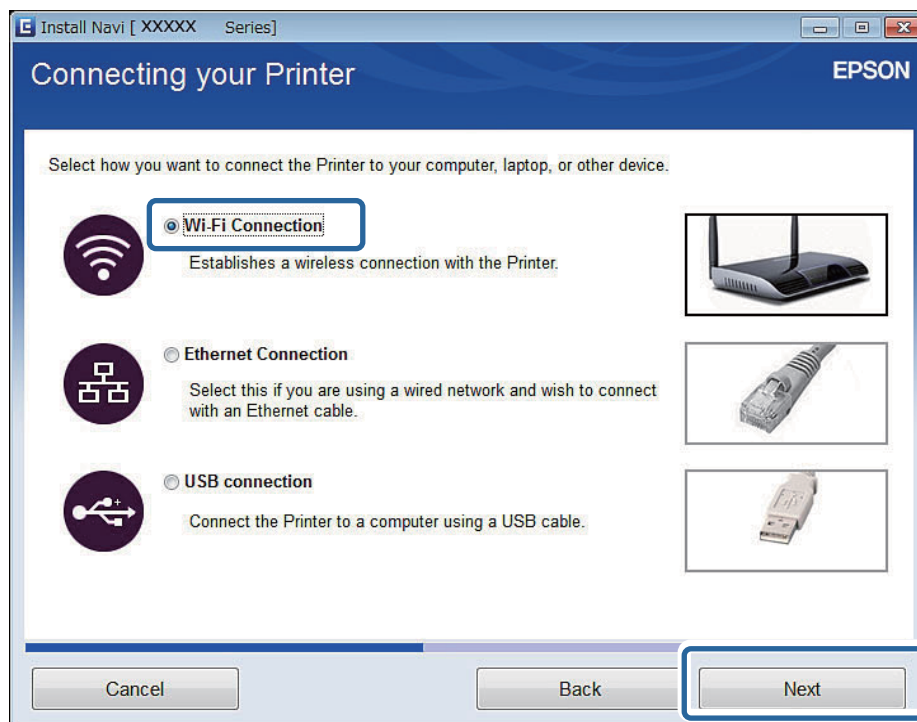 Install Navi [ XXXXX Series]
Connecting your Printer
EPSON
Select how you want to connect the Printer to your computer, laptop, or other device.
Wi-Fi Connection
Establishes a wireless connection with the Printer.
Ethernet Connection
Select this if you are using a wired network and wish to connect
with an Ethernet cable.
USB connection
Connect the Printer to a computer using a USB cable.
Cancel
Back
Next